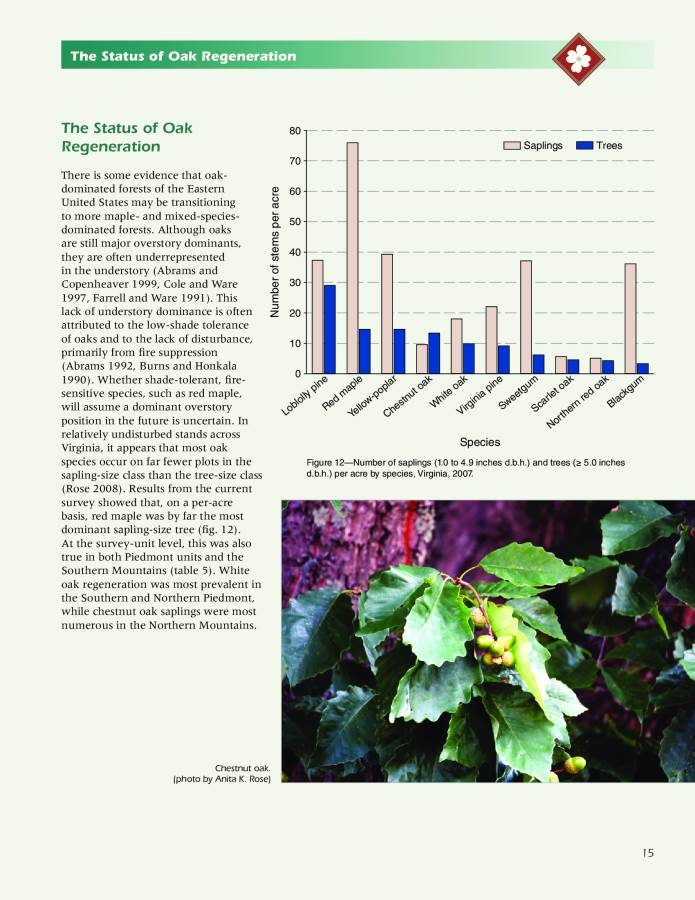 The Status of Oak Regeneration
The Status of Oak
Regeneration
There is some evidence that oak-
dominated forests of the Eastern
United States may be transitioning
to more maple- and mixed-species-
dominated forests. Although oaks
are still major overstory dominants,
they are often underrepresented
in the understory (Abrams and
Copenheaver 1999, Cole and Ware
1997, Farrell and Ware 1991). This
lack of understory dominance is often
attributed to the low-shade tolerance
of oaks and to the lack of disturbance,
primarily from fire suppression
(Abrams 1992, Burns and Honkala
1990). Whether shade-tolerant, fire-
sensitive species, such as red maple,
will assume a dominant overstory
position in the future is uncertain. In
relatively undisturbed stands across
Virginia, it appears that most oak
species occur on far fewer plots in the
sapling-size class than the tree-size class
(Rose 2008). Results from the current
survey showed that, on a per-acre
basis, red maple was by far the most
dominant sapling-size tree (fig. 12).
At the survey-unit level, this was also
true in both Piedmont units and the
Southern Mountains (table 5). White
oak regeneration was most prevalent in
the Southern and Northern Piedmont,
while chestnut oak saplings were most
numerous in the Northern Mountains.
Number of stems per acre
80
70
60
50
40
30
20
10
0
Saplings
Trees
Loblolly pine
Red maple
Yellow-poplar
Chestnut oak
White oak
Virginia pine
Sweetgum
Scarlet oak
Northern red oak
Blackgum
Species
Figure 12—Number of saplings (1.0 to 4.9 inches d.b.h.) and trees (≥ 5.0 inches
d.b.h.) per acre by species, Virginia, 2007.
Chestnut oak.
(photo by Anita K. Rose)
15